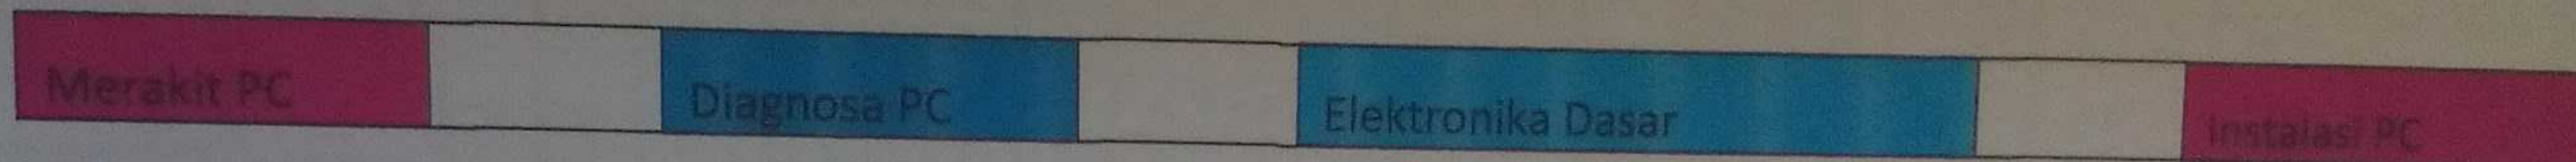 Merakit PC
Diagnosa PC
Elektronika Dasar
Instalasi PC